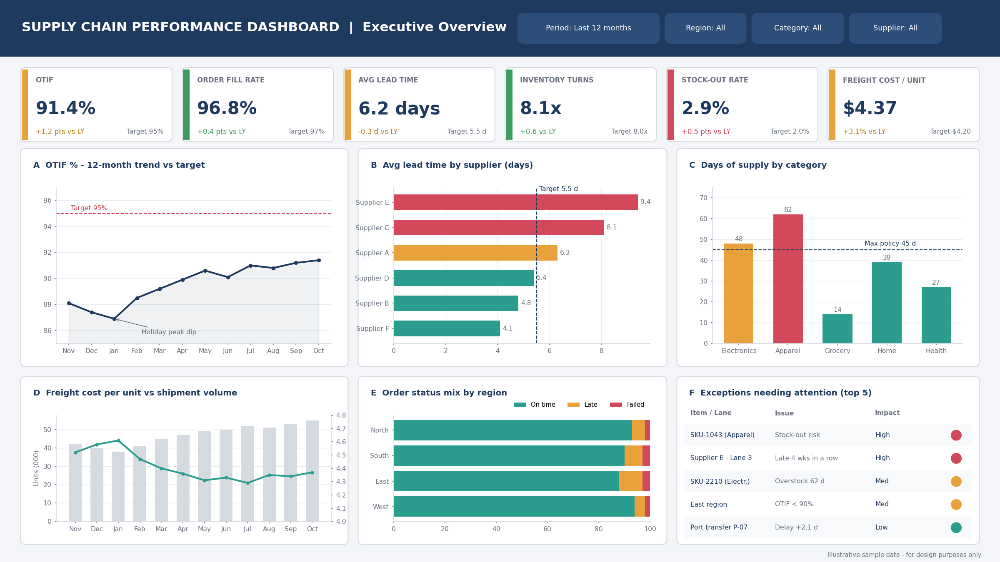 SUPPLY CHAIN PERFORMANCE DASHBOARD | Executive Overview
Period: Last 12 months
Region: All
Category: All
Supplier: All
OTIF
91.4%
+1.2 pts vs LY
Target 95%
ORDER FILL RATE
96.8%
+0.4 pts vs LY
Target 97%
AVG LEAD TIME
6.2 days
-0.3 d vs LY
Target 5.5 d
INVENTORY TURNS
8.1x
+0.6 vs LY
Target 8.0x
STOCK-OUT RATE
2.9%
+0.5 pts vs LY
Target 2.0%
FREIGHT COST / UNIT
$4.37
+3.1% vs LY
Target $4.20
A OTIF % - 12-month trend vs target
96
94
92
90
88
86
Target 95%
Holiday peak dip
Nov Dec Jan Feb Mar Apr May Jun Jul Aug Sep Oct
B Avg lead time by supplier (days)
Target 5.5 d
Supplier E 9.4
Supplier C 8.1
Supplier A 6.3
Supplier D 5.4
Supplier B 4.8
Supplier F 4.1
0 2 4 6 8
C Days of supply by category
70
60
50
40
30
20
10
0
48
62
14
39
27
Max policy 45 d
Electronics Apparel Grocery Home Health
D Freight cost per unit vs shipment volume
Units (000)
50
40
30
20
10
0
4.8
4.7
4.6
4.5
4.4
4.3
4.2
4.1
4.0
Nov Dec Jan Feb Mar Apr May Jun Jul Aug Sep Oct
E Order status mix by region
On time Late Failed
North
South
East
West
0 20 40 60 80 100
F Exceptions needing attention (top 5)
Item / Lane Issue Impact
SKU-1043 (Apparel) Stock-out risk High
Supplier E - Lane 3 Late 4 wks in a row High
SKU-2210 (Electr.) Overstock 62 d Med
East region OTIF < 90% Med
Port transfer P-07 Delay +2.1 d Low
Illustrative sample data - for design purposes only